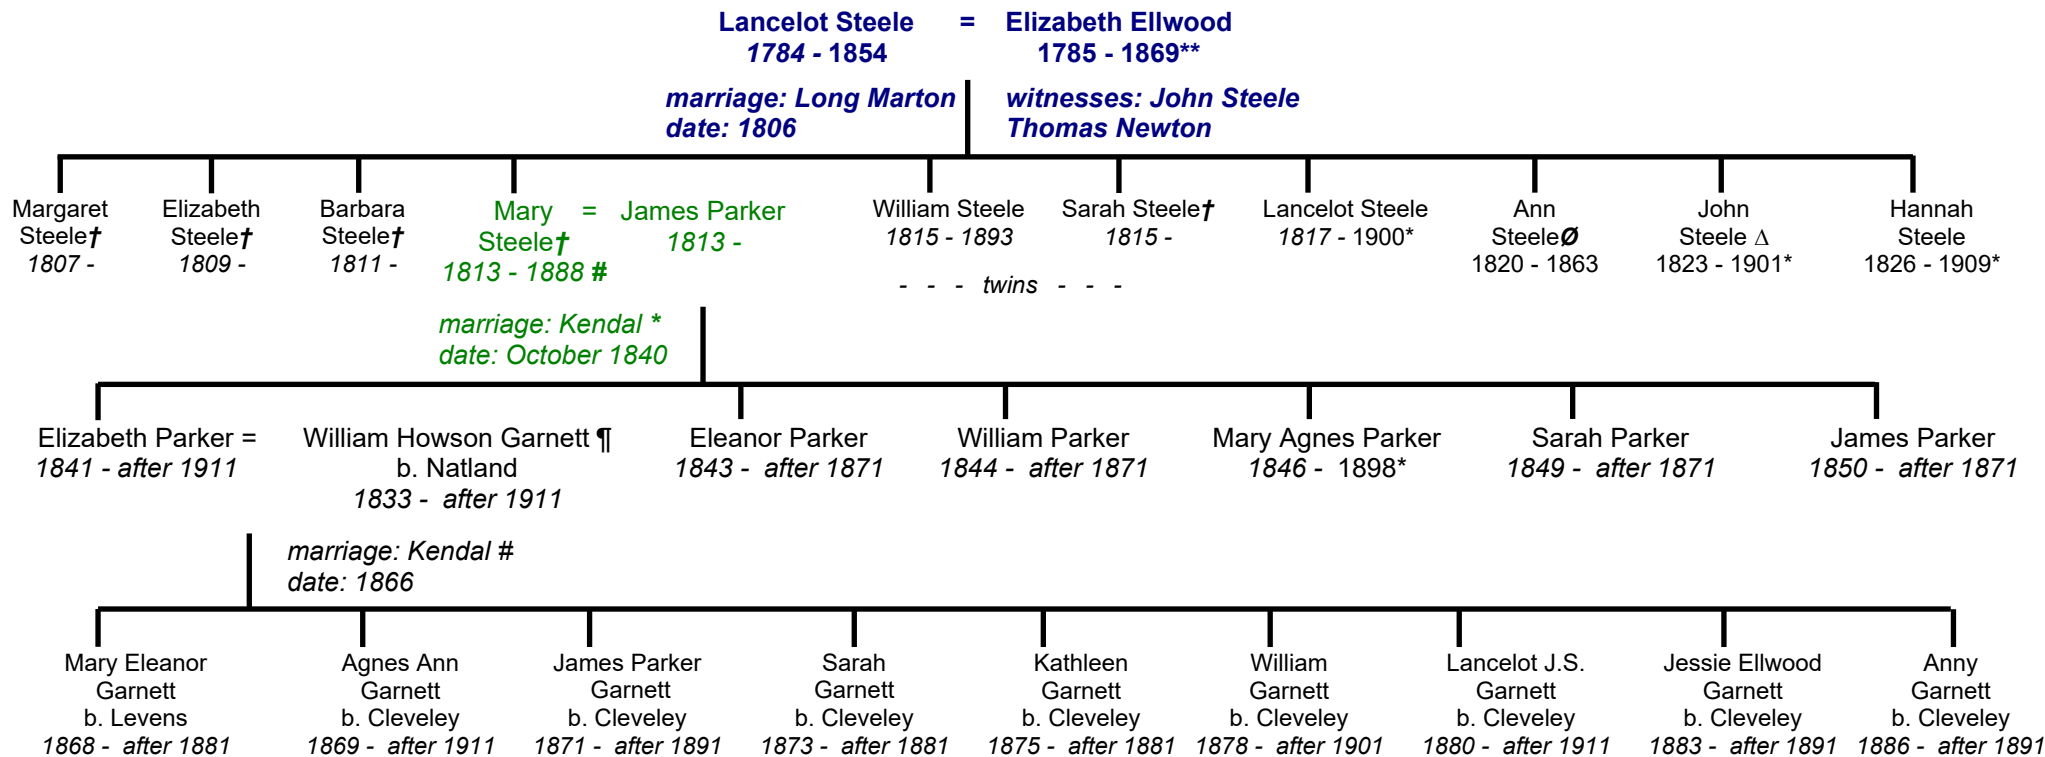 Lancelot Steele = Elizabeth Ellwood
1784 - 1854 1785 - 1869**
marriage: Long Marton witnesses: John Steele
date: 1806 Thomas Newton
Margaret Elizabeth Barbara Mary = James Parker William Steele Sarah Steele† Lancelot Steele Ann John Hannah
Steele† Steele† Steele† Steele† 1813 - 1815 - 1893 1815 - 1817 - 1900* SteeleØ Steele Δ Steele
1807 - 1809 - 1811 - 1813 - 1888 # 1820 - 1863 1823 - 1901* 1826 - 1909*
- - - twins - - -
marriage: Kendal *
date: October 1840
Elizabeth Parker = William Howson Garnett ¶ Eleanor Parker William Parker Mary Agnes Parker Sarah Parker James Parker
1841 - after 1911 b. Natland 1843 - after 1871 1844 - after 1871 1846 - 1898* 1849 - after 1871 1850 - after 1871
1833 - after 1911
marriage: Kendal #
date: 1866
Mary Eleanor Agnes Ann James Parker Sarah Kathleen William Lancelot J.S. Jessie Ellwood Anny
Garnett Garnett Garnett Garnett Garnett Garnett Garnett Garnett Garnett
b. Levens b. Cleveley b. Cleveley b. Cleveley b. Cleveley b. Cleveley b. Cleveley b. Cleveley b. Cleveley
1868 - after 1881 1869 - after 1911 1871 - after 1891 1873 - after 1881 1875 - after 1881 1878 - after 1901 1880 - after 1911 1883 - after 1891 1886 - after 1891